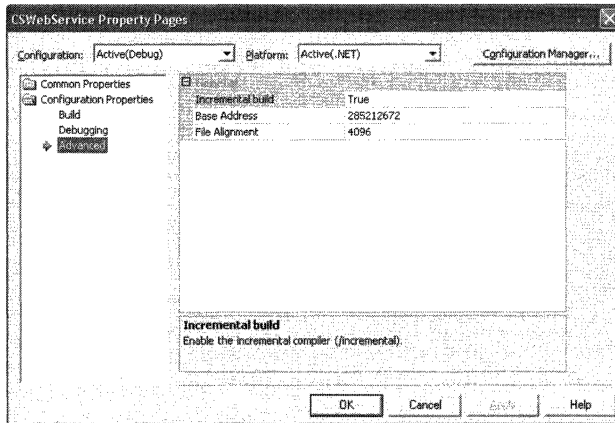 CSWebService Property Pages
Configuration: Active(Debug) Platform: Active(.NET) Configuration Manager...
Common Properties
Configuration Properties
Build
Debugging
Advanced
Incremental build True
Base Address 285212672
File Alignment 4096
Incremental build
Enable the incremental compiler (/incremental).
OK Cancel Apply Help